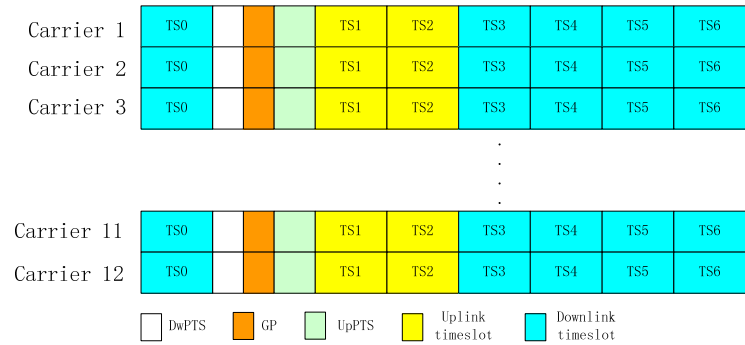 Carrier 1 TS0 TS1 TS2 TS3 TS4 TS5 TS6
Carrier 2 TS0 TS1 TS2 TS3 TS4 TS5 TS6
Carrier 3 TS0 TS1 TS2 TS3 TS4 TS5 TS6
.
.
.
.
Carrier 11 TS0 TS1 TS2 TS3 TS4 TS5 TS6
Carrier 12 TS0 TS1 TS2 TS3 TS4 TS5 TS6
DwPTS GP UpPTS Uplink timeslot Downlink timeslot